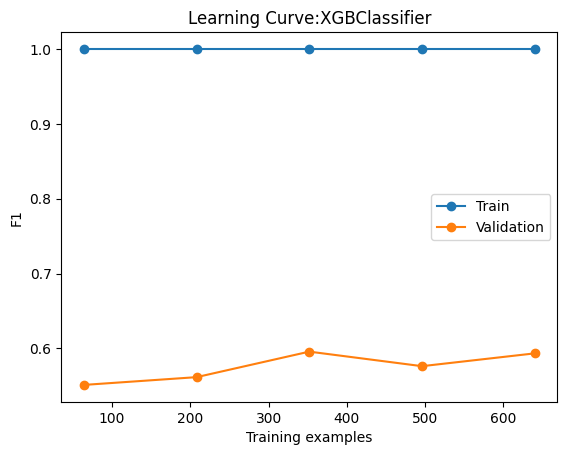 Learning Curve:XGBClassifier
1.0
0.9
0.8
0.7
0.6
F1
Train
Validation
100 200 300 400 500 600
Training examples